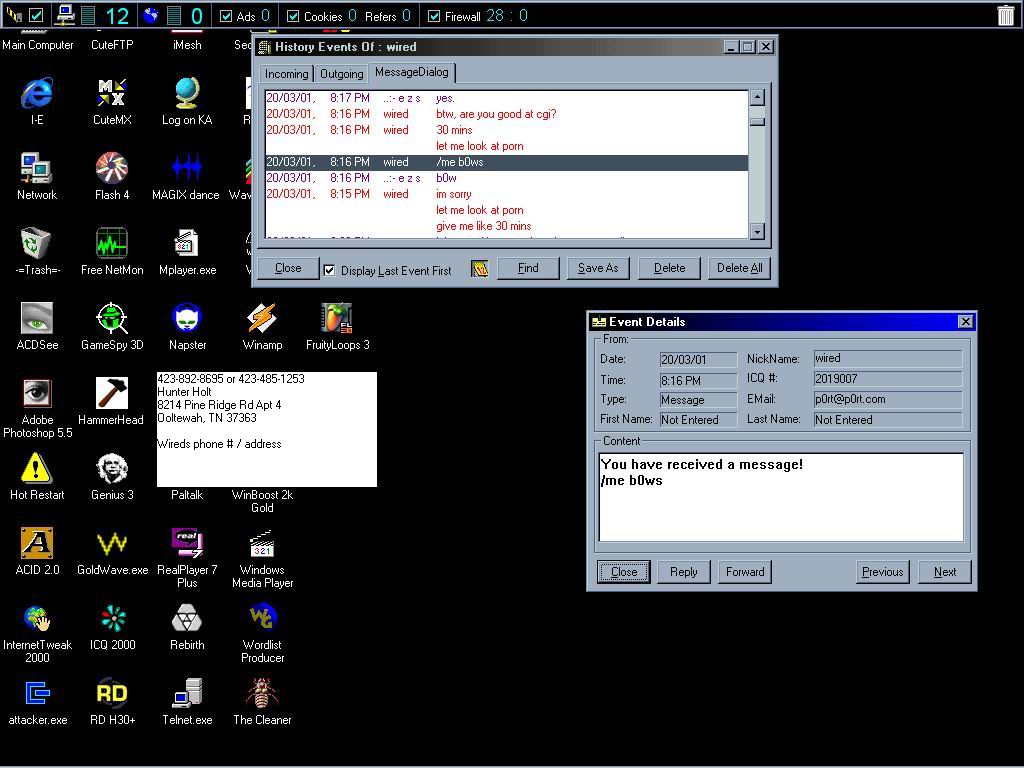 12 0 Ads 0 Cookies 0 Refers 0 Firewall 28 : 0
Main Computer CuteFTP iMesh
History Events Of : wired
Incoming Outgoing MessageDialog
20/03/01, 8:17 PM ..:- e z s yes.
20/03/01, 8:16 PM wired btw, are you good at cgi?
20/03/01, 8:16 PM wired 30 mins
let me look at porn
20/03/01, 8:16 PM wired /me b0ws
20/03/01, 8:16 PM ..:- e z s b0w
20/03/01, 8:15 PM wired im sorry
let me look at porn
give me like 30 mins
Close Display Last Event First Find Save As Delete Delete All
I-E CuteMX Log on KA
Network Flash 4 MAGIX dance
-=Trash=- Free NetMon Mplayer.exe
ACDSee GameSpy 3D Napster Winamp FruityLoops 3
Adobe Photoshop 5.5 HammerHead
423-892-8695 or 423-485-1253
Hunter Holt
8214 Pine Ridge Rd Apt 4
Ooltewah, TN 37363
Wireds phone # / address
Hot Restart Genius 3 Paltalk WinBoost 2k Gold
ACID 2.0 GoldWave.exe RealPlayer 7 Plus Windows Media Player
InternetTweak 2000 ICQ 2000 Rebirth Wordlist Producer
attacker.exe RD H30+ Telnet.exe The Cleaner
Event Details
From:
Date: 20/03/01 NickName: wired
Time: 8:16 PM ICQ #: 2019007
Type: Message EMail: p0rt@p0rt.com
First Name: Not Entered Last Name: Not Entered
Content
You have received a message!
/me b0ws
Close Reply Forward Previous Next